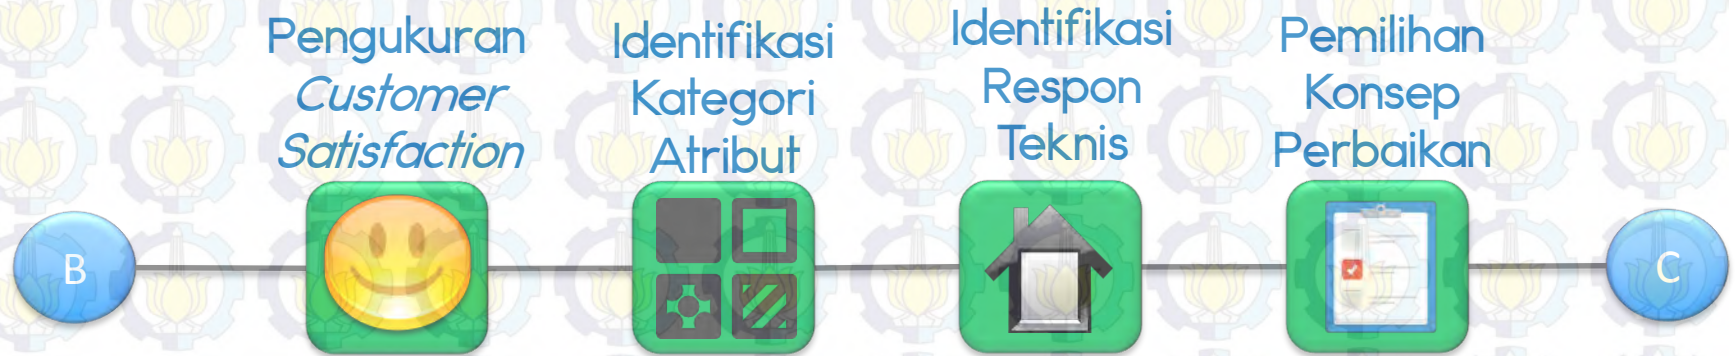 B
Pengukuran
Customer
Satisfaction
Identifikasi
Kategori
Atribut
Identifikasi
Respon
Teknis
Pemilihan
Konsep
Perbaikan
C